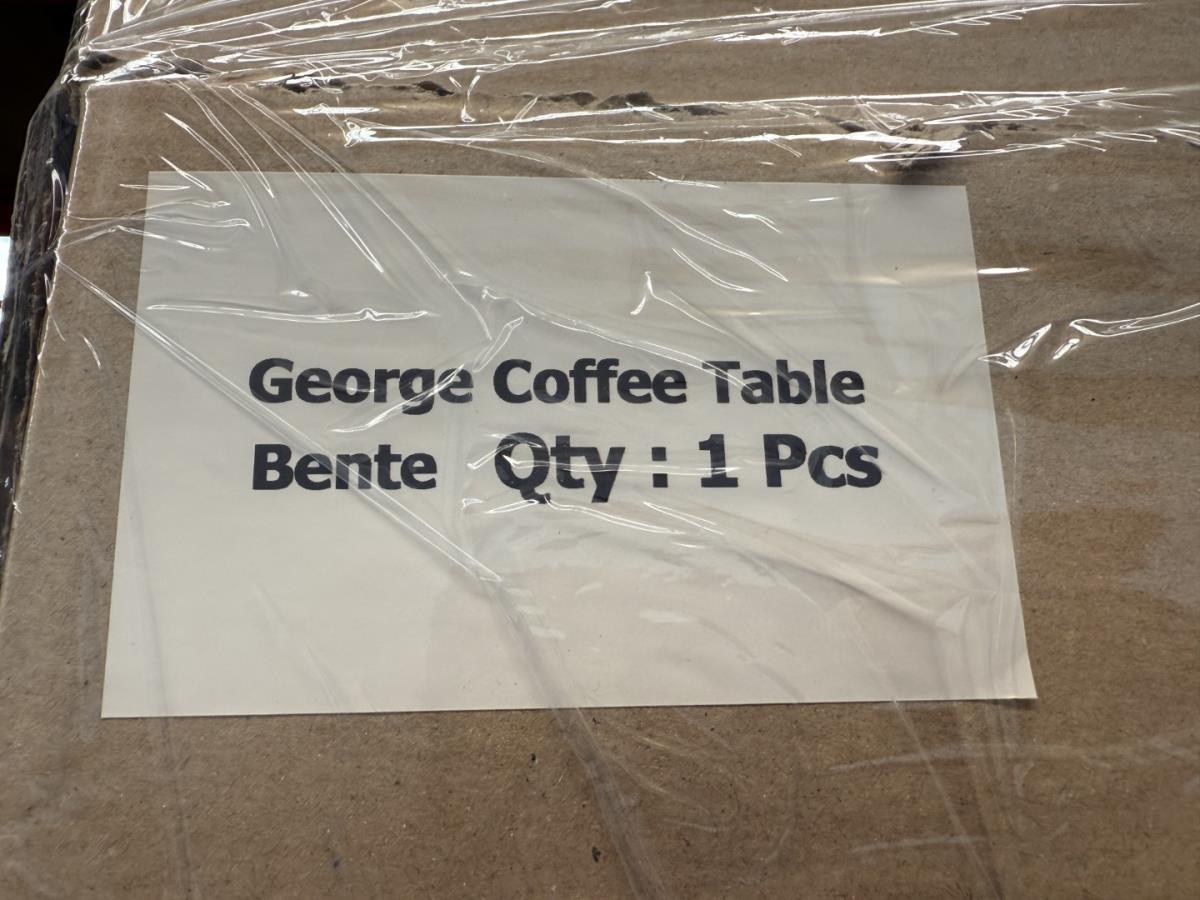 George Coffee Table
Bente Qty : 1 Pcs